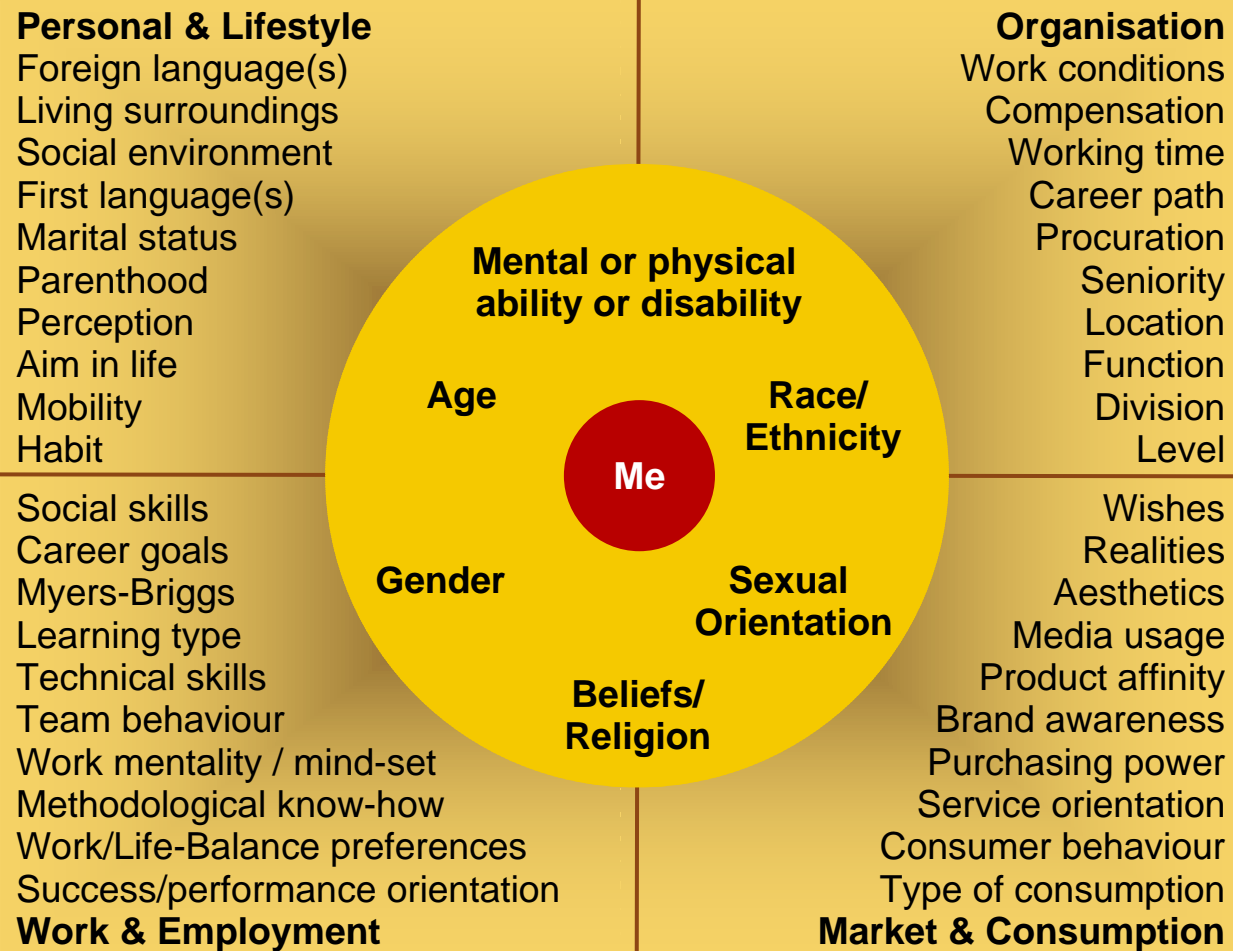 Personal & Lifestyle
Foreign language(s)
Living surroundings
Social environment
First language(s)
Marital status
Parenthood
Perception
Aim in life
Mobility
Habit
Organisation
Work conditions
Compensation
Working time
Career path
Procuration
Seniority
Location
Function
Division
Level
Mental or physical
ability or disability
Age
Race/
Ethnicity
Me
Gender
Sexual
Orientation
Beliefs/
Religion
Social skills
Career goals
Myers-Briggs
Learning type
Technical skills
Team behaviour
Work mentality / mind-set
Methodological know-how
Work/Life-Balance preferences
Success/performance orientation
Work & Employment
Wishes
Realities
Aesthetics
Media usage
Product affinity
Brand awareness
Purchasing power
Service orientation
Consumer behaviour
Type of consumption
Market & Consumption